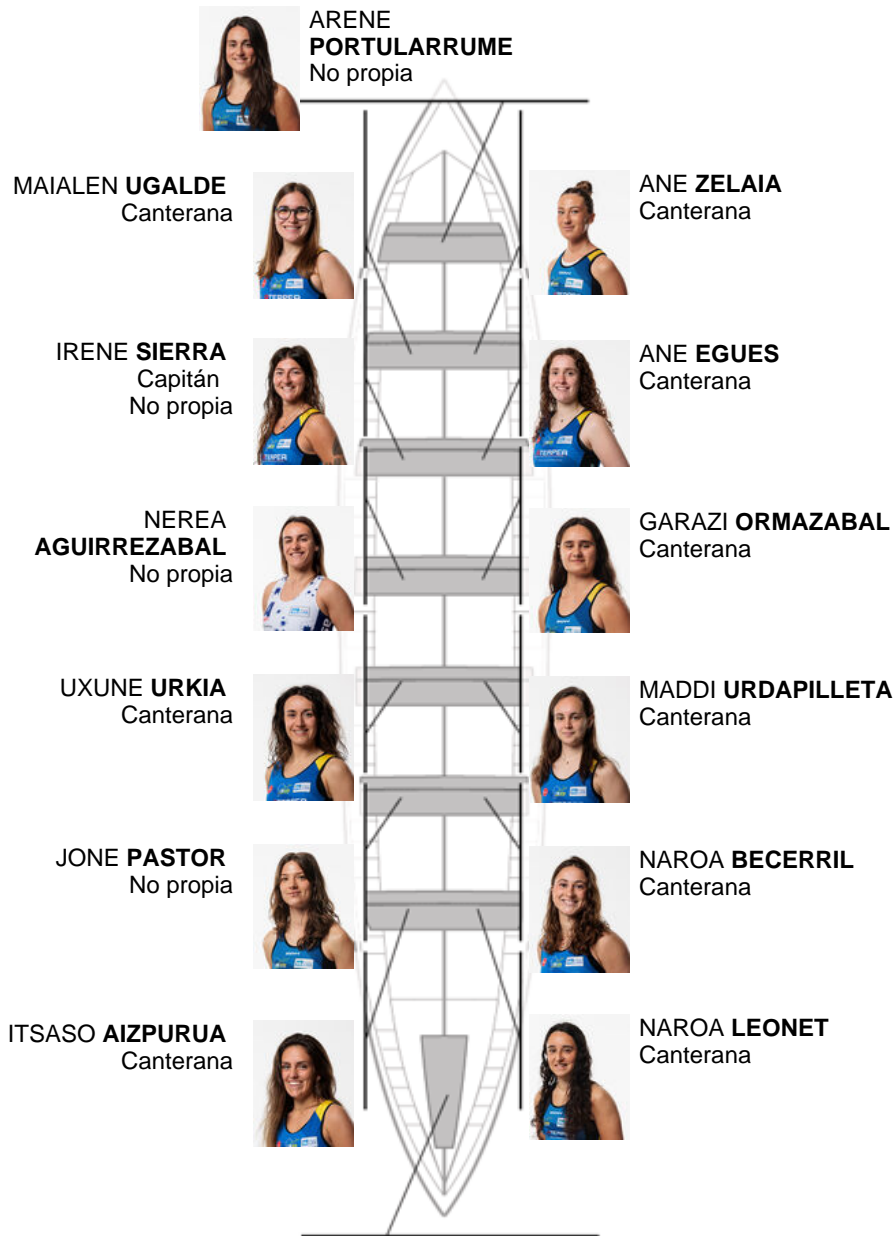 ARENE
PORTULARRUME
No propia
MAIALEN UGALDE
Canterana
ANE ZELAIA
Canterana
IRENE SIERRA
Capitán
No propia
ANE EGUES
Canterana
NEREA
AGUIRREZABAL
No propia
GARAZI ORMAZABAL
Canterana
UXUNE URKIA
Canterana
MADDI URDAPILLETA
Canterana
JONE PASTOR
No propia
NAROA BECERRIL
Canterana
ITSASO AIZPURUA
Canterana
NAROA LEONET
Canterana